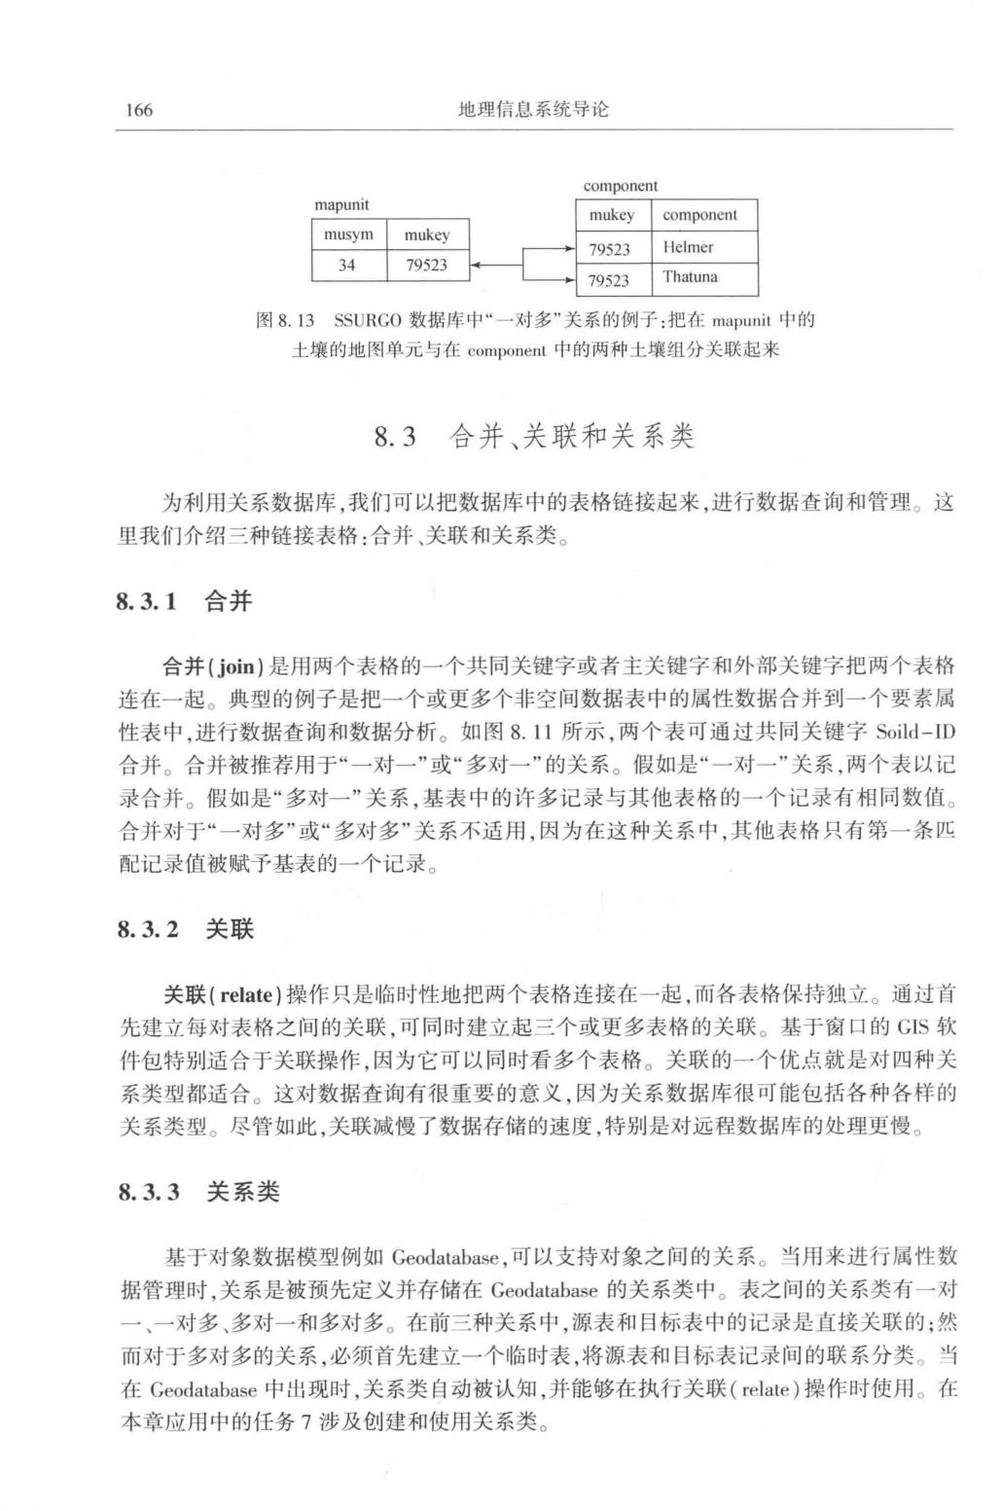 166
地理信息系统导论
mapunit
musym mukey
34 79523
component
mukey component
79523 Helmer
79523 Thatuna
图 8.13 SSURGO 数据库中“一对多”关系的例子:把在 mapunit 中的
土壤的地图单元与在 component 中的两种土壤组分关联起来
8.3 合并、关联和关系类
为利用关系数据库,我们可以把数据库中的表格链接起来,进行数据查询和管理。这
里我们介绍三种链接表格:合并、关联和关系类。
8.3.1 合并
合并(join)是用两个表格的一个共同关键字或者主关键字和外部关键字把两个表格
连在一起。典型的例子是把一个或更多个非空间数据表中的属性数据合并到一个要素属
性表中,进行数据查询和数据分析。如图 8.11 所示,两个表可通过共同关键字 Soild-ID
合并。合并被推荐用于“一对一”或“多对一”的关系。假如是“一对一”关系,两个表以记
录合并。假如是“多对一”关系,基表中的许多记录与其他表格的一个记录有相同数值。
合并对于“一对多”或“多对多”关系不适用,因为在这种关系中,其他表格只有第一条匹
配记录值被赋予基表的一个记录。
8.3.2 关联
关联(relate)操作只是临时性地把两个表格连接在一起,而各表格保持独立。通过首
先建立每对表格之间的关联,可同时建立起三个或更多表格的关联。基于窗口的 GIS 软
件包特别适合于关联操作,因为它可以同时看多个表格。关联的一个优点就是对四种关
系类型都适合。这对数据查询有很重要的意义,因为关系数据库很可能包括各种各样的
关系类型。尽管如此,关联减慢了数据存储的速度,特别是对远程数据库的处理更慢。
8.3.3 关系类
基于对象数据模型例如 Geodatabase,可以支持对象之间的关系。当用来进行属性数
据管理时,关系是被预先定义并存储在 Geodatabase 的关系类中。表之间的关系类有一对
一、一对多、多对一和多对多。在前三种关系中,源表和目标表中的记录是直接关联的;然
而对于多对多的关系,必须首先建立一个临时表,将源表和目标表记录间的联系分类。当
在 Geodatabase 中出现时,关系类自动被认知,并能够在执行关联(relate)操作时使用。在
本章应用中的任务 7 涉及创建和使用关系类。